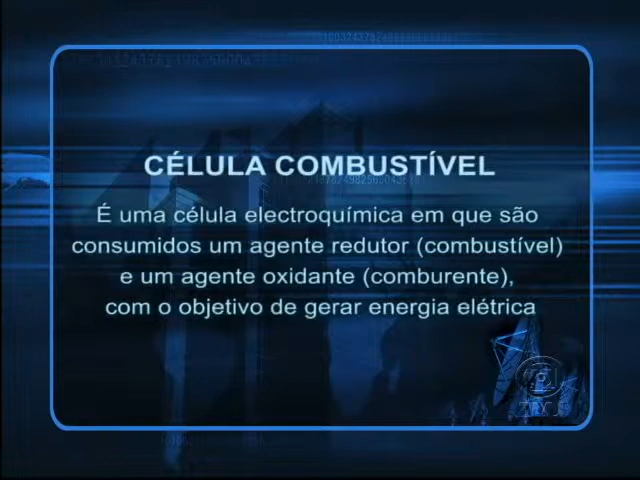 CÉLULA COMBUSTÍVEL
É uma célula electroquímica em que são
consumidos um agente redutor (combustível)
e um agente oxidante (comburente),
com o objetivo de gerar energia elétrica